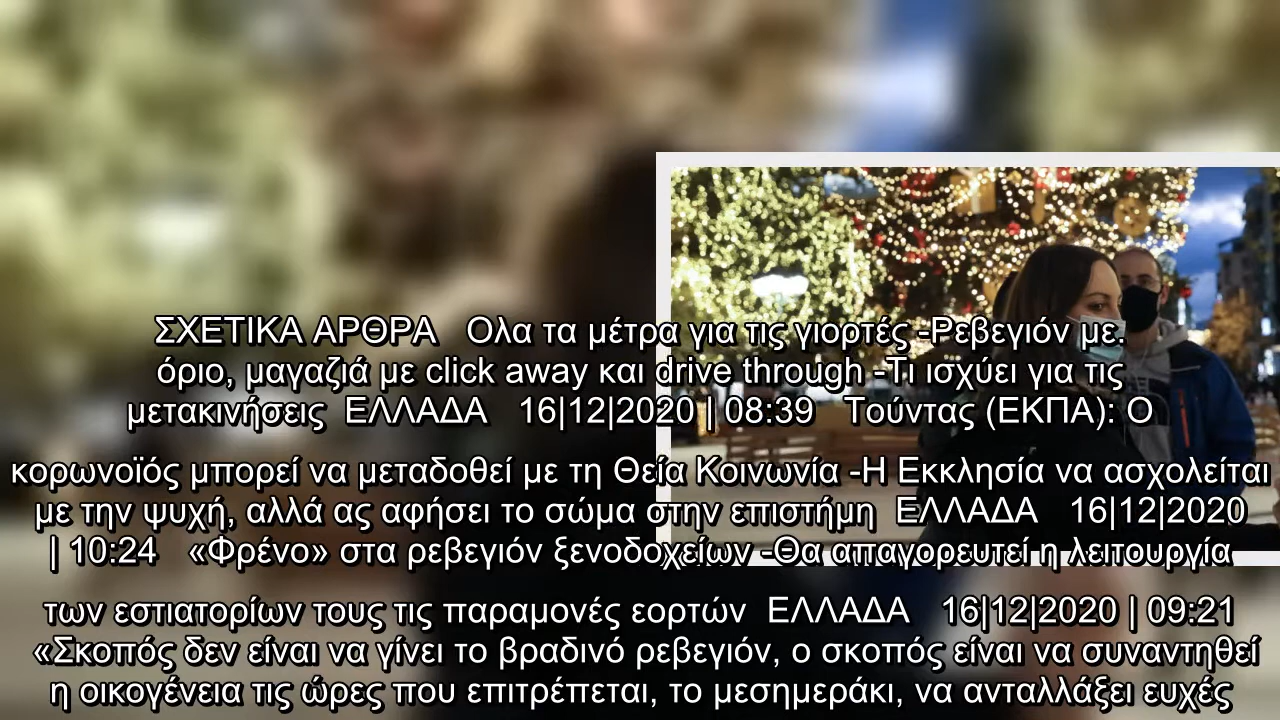 ΣΧΕΤΙΚΑ ΑΡΘΡΑ Ολα τα μέτρα για τις γιορτές -Ρεβεγιόν με.
όριο, μαγαζιά με click away και drive through -Τι ισχύει για τις
μετακινήσεις ΕΛΛΑΔΑ 16|12|2020 | 08:39 Τούντας (ΕΚΠΑ): Ο
κορωνοϊός μπορεί να μεταδοθεί με τη Θεία Κοινωνία -Η Εκκλησία να ασχολείται
με την ψυχή, αλλά ας αφήσει το σώμα στην επιστήμη ΕΛΛΑΔΑ 16|12|2020
| 10:24 «Φρένο» στα ρεβεγιόν ξενοδοχείων -Θα απαγορευτεί η λειτουργία
των εστιατορίων τους τις παραμονές εορτών ΕΛΛΑΔΑ 16|12|2020 | 09:21
«Σκοπός δεν είναι να γίνει το βραδινό ρεβεγιόν, ο σκοπός είναι να συναντηθεί
η οικογένεια τις ώρες που επιτρέπεται, το μεσημεράκι, να ανταλλάξει ευχές